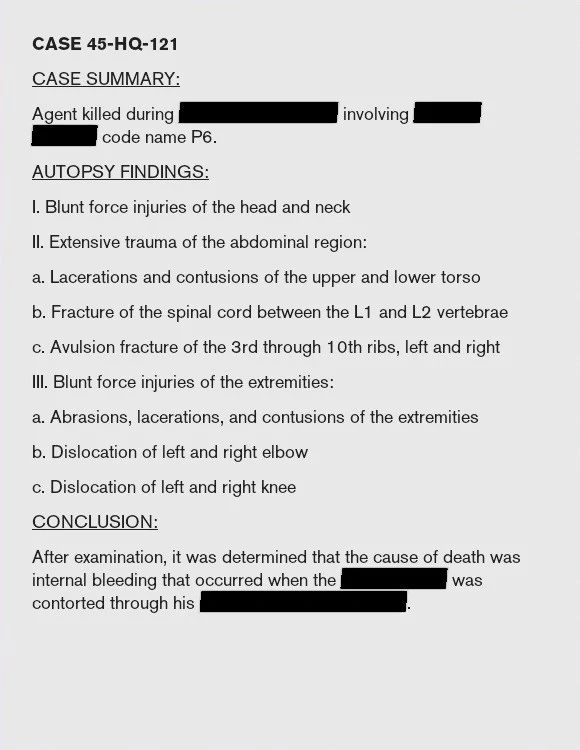 CASE 45-HQ-121
CASE SUMMARY:
Agent killed during involving
code name P6.
AUTOPSY FINDINGS:
I. Blunt force injuries of the head and neck
II. Extensive trauma of the abdominal region:
a. Lacerations and contusions of the upper and lower torso
b. Fracture of the spinal cord between the L1 and L2 vertebrae
c. Avulsion fracture of the 3rd through 10th ribs, left and right
III. Blunt force injuries of the extremities:
a. Abrasions, lacerations, and contusions of the extremities
b. Dislocation of left and right elbow
c. Dislocation of left and right knee
CONCLUSION:
After examination, it was determined that the cause of death was
internal bleeding that occurred when the was
contorted through his .